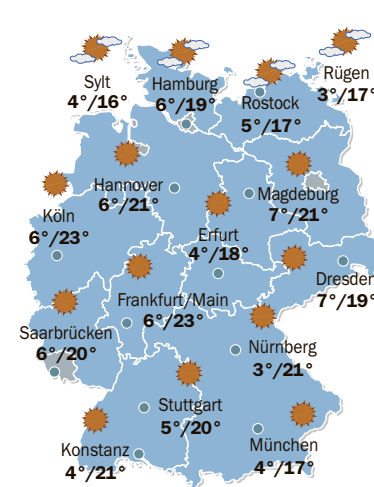 Sylt
4°/16°
Hamburg
6°/19°
Rostock
5°/17°
Rügen
3°/17°
Hannover
6°/21°
Magdeburg
7°/21°
Köln
6°/23°
Erfurt
4°/18°
Dresden
7°/19°
Frankfurt/Main
6°/23°
Saarbrücken
6°/20°
Nürnberg
3°/21°
Stuttgart
5°/20°
Konstanz
4°/21°
München
4°/17°